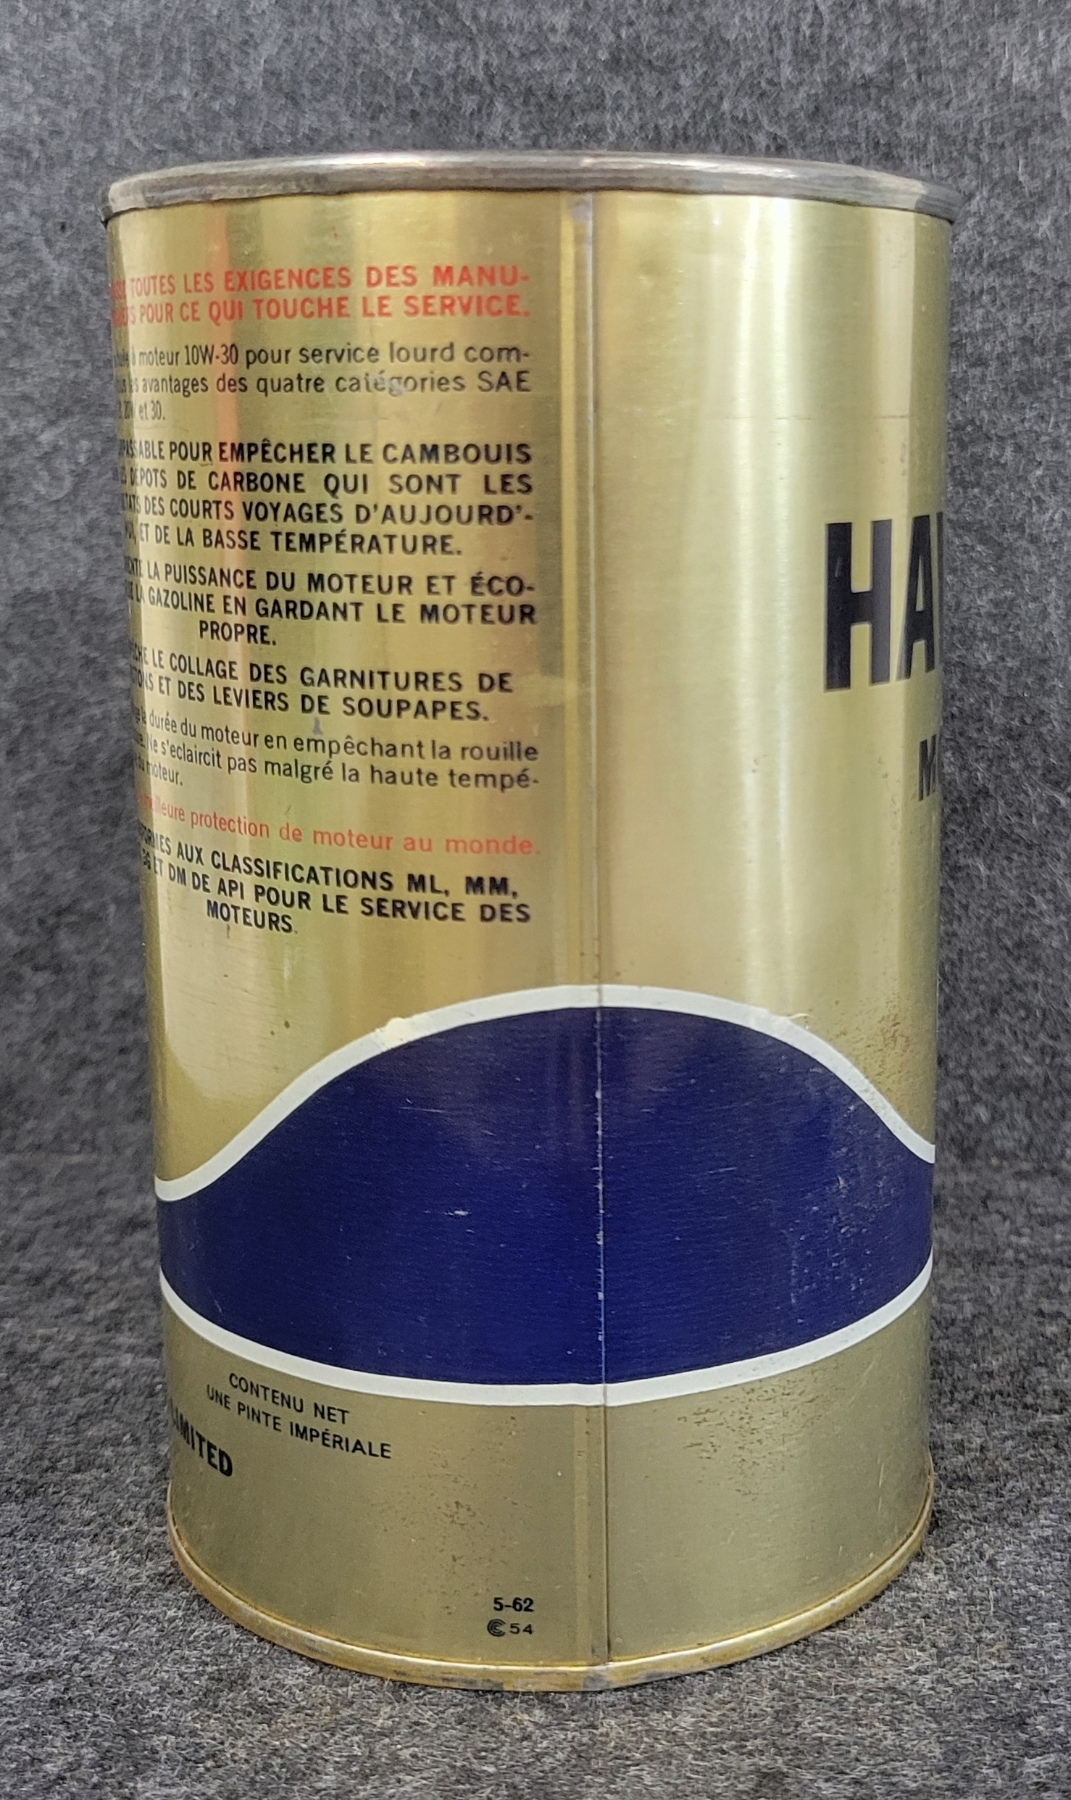 TOUTES LES EXIGENCES DES MANU-
POUR CE QUI TOUCHE LE SERVICE.
à moteur 10W-30 pour service lourd com-
avantages des quatre catégories SAE
et 30.
POUR EMPÊCHER LE CAMBOUIS
DE CARBONE QUI SONT LES
DES COURTS VOYAGES D'AUJOURD'-
ET DE LA BASSE TEMPÉRATURE.
LA PUISSANCE DU MOTEUR ET ÉCO-
LA GAZOLINE EN GARDANT LE MOTEUR
PROPRE.
LE COLLAGE DES GARNITURES DE
ET DES LEVIERS DE SOUPAPES.
durée du moteur en empêchant la rouille
Ne s'eclaircit pas malgré la haute tempé-
moteur.
protection de moteur au monde.
AUX CLASSIFICATIONS ML, MM,
ET DM DE API POUR LE SERVICE DES
MOTEURS.
HA
M
CONTENU NET
UNE PINTE IMPÉRIALE
LIMITED
5-62
54